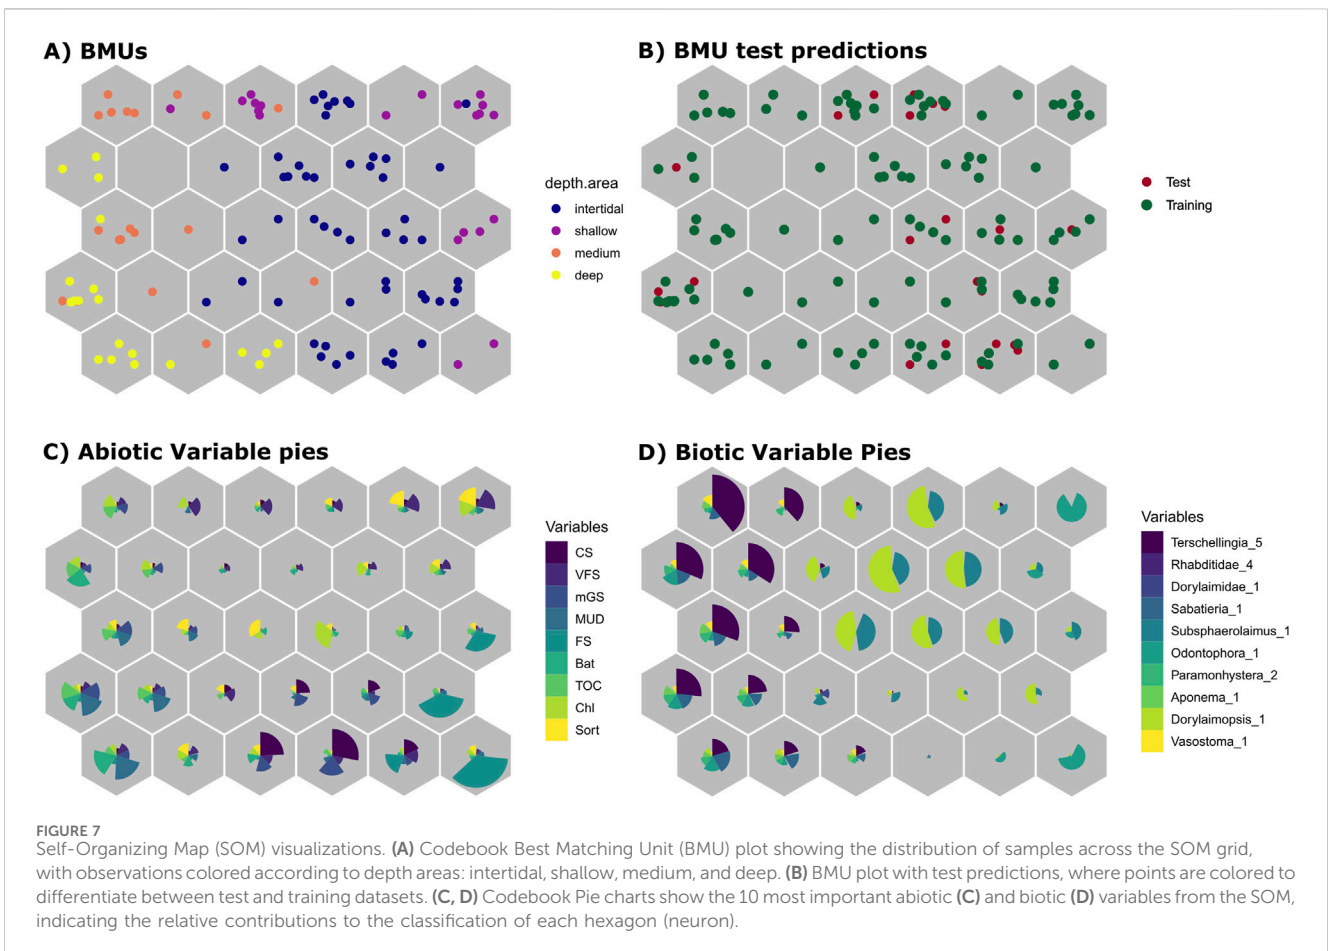 A) BMUs
B) BMU test predictions
depth.area
intertidal
shallow
medium
deep
Test
Training
C) Abiotic Variable pies
D) Biotic Variable Pies
Variables
CS
VFS
mGS
MUD
FS
Bat
TOC
Chl
Sort
Variables
Terschellingia_5
Rhabditidae_4
Dorylaimidae_1
Sabatieria_1
Subsphaerolaimus_1
Odontophora_1
Paramonhystera_2
Aponema_1
Dorylaimopsis_1
Vasostoma_1
FIGURE 7
Self-Organizing Map (SOM) visualizations. (A) Codebook Best Matching Unit (BMU) plot showing the distribution of samples across the SOM grid,
with observations colored according to depth areas: intertidal, shallow, medium, and deep. (B) BMU plot with test predictions, where points are colored to
differentiate between test and training datasets. (C, D) Codebook Pie charts show the 10 most important abiotic (C) and biotic (D) variables from the SOM,
indicating the relative contributions to the classification of each hexagon (neuron).